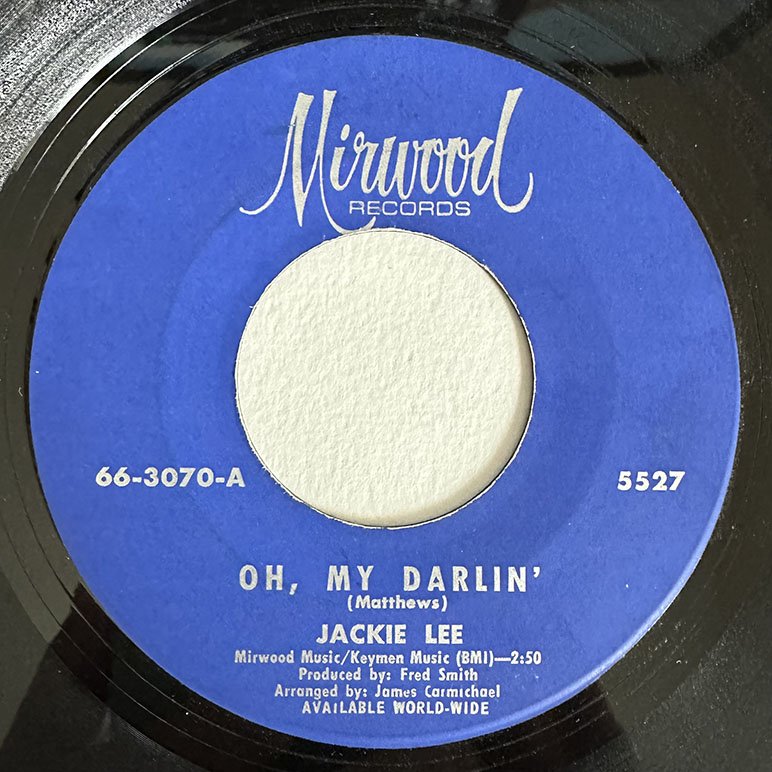 Mirwood
RECORDS
66-3070-A
5527
OH, MY DARLIN'
(Matthews)
JACKIE LEE
Mirwood Music/Keymen Music (BMI)—2:50
Produced by: Fred Smith
Arranged by: James Carmichael
AVAILABLE WORLD-WIDE